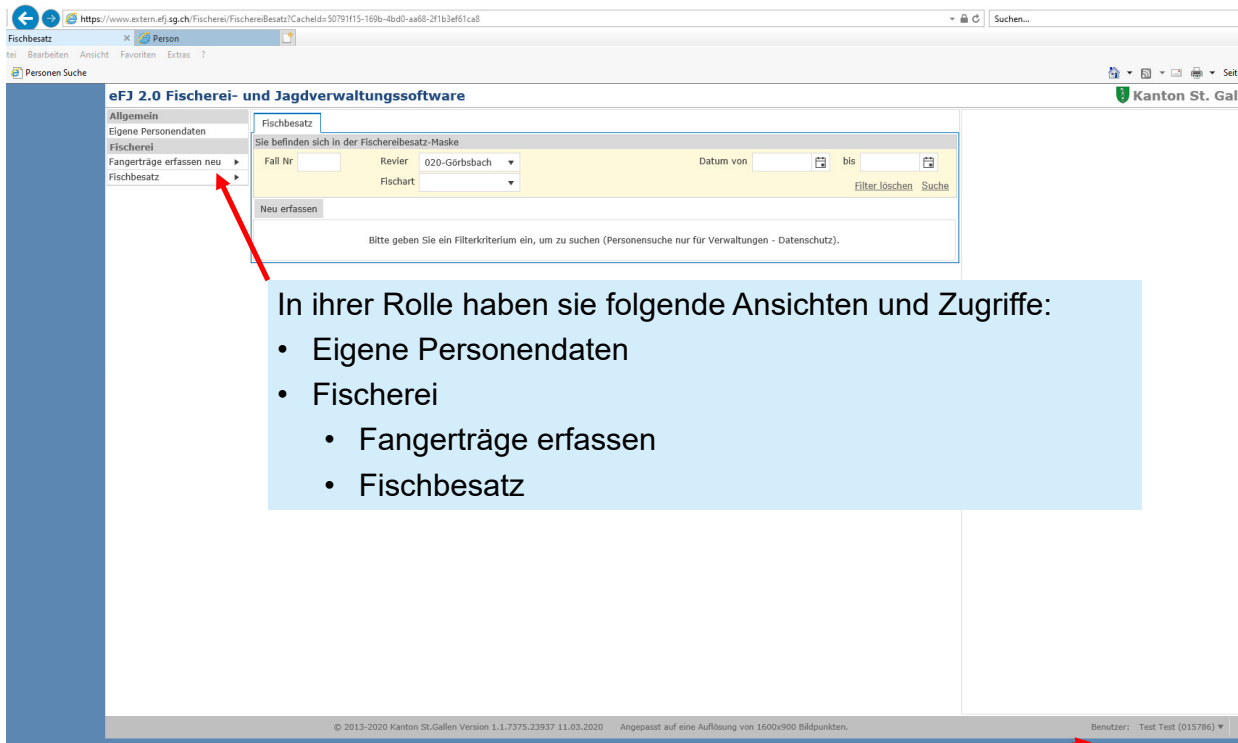 https://www.extern.efj.sg.ch/Fischerei/FischereiBesatz?CacheId=50791f15-169b-4bd0-aa68-2f1b3ef61ca8 Suchen...
Fischbesatz Person
tei Bearbeiten Ansicht Favoriten Extras ?
Personen Suche Seit
eFJ 2.0 Fischerei- und Jagdverwaltungssoftware Kanton St. Gal
Allgemein
Eigene Personendaten
Fischerei
Fangerträge erfassen neu
Fischbesatz
Fischbesatz
Sie befinden sich in der Fischereibesatz-Maske
Fall Nr Revier 020-Görbsbach Datum von bis
Fischart Filter löschen Suche
Neu erfassen
Bitte geben Sie ein Filterkriterium ein, um zu suchen (Personensuche nur für Verwaltungen - Datenschutz).
In ihrer Rolle haben sie folgende Ansichten und Zugriffe:
• Eigene Personendaten
• Fischerei
• Fangerträge erfassen
• Fischbesatz
© 2013-2020 Kanton St.Gallen Version 1.1.7375.23937 11.03.2020 Angepasst auf eine Auflösung von 1600x900 Bildpunkten. Benutzer: Test Test (015786)